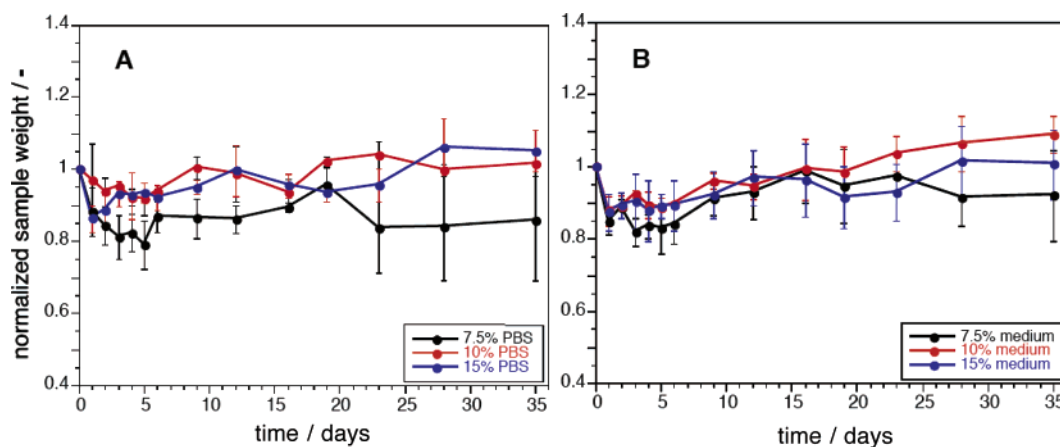 normalized sample weight / -
1.4
1.2
1
0.8
0.6
0.4
A
7.5% PBS
10% PBS
15% PBS
0 5 10 15 20 25 30 35
time / days
1.4
1.2
1
0.8
0.6
0.4
B
7.5% medium
10% medium
15% medium
0 5 10 15 20 25 30 35
time / days